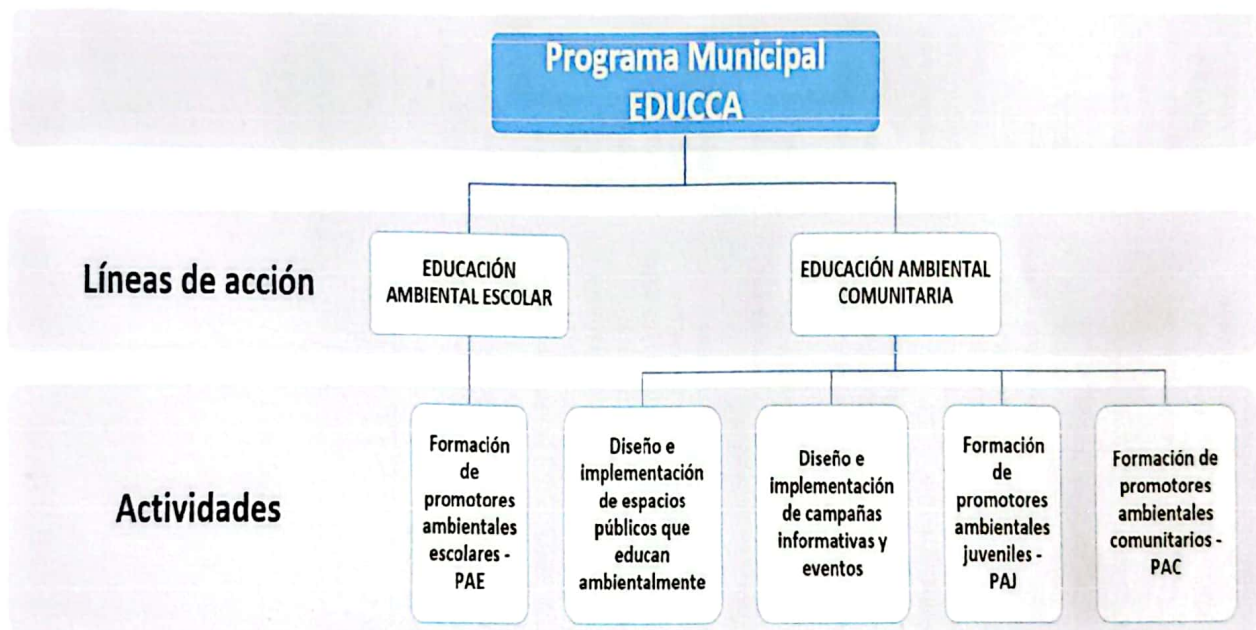 Programa Municipal
EDUCCA
Líneas de acción
EDUCACIÓN
AMBIENTAL ESCOLAR
EDUCACIÓN AMBIENTAL
COMUNITARIA
Actividades
Formación
de
promotores
ambientales
escolares -
PAE
Diseño e
implementación
de espacios
públicos que
educan
ambientalmente
Diseño e
implementación
de campañas
informativas y
eventos
Formación
de
promotores
ambientales
juveniles -
PAJ
Formación de
promotores
ambientales
comunitarios -
PAC